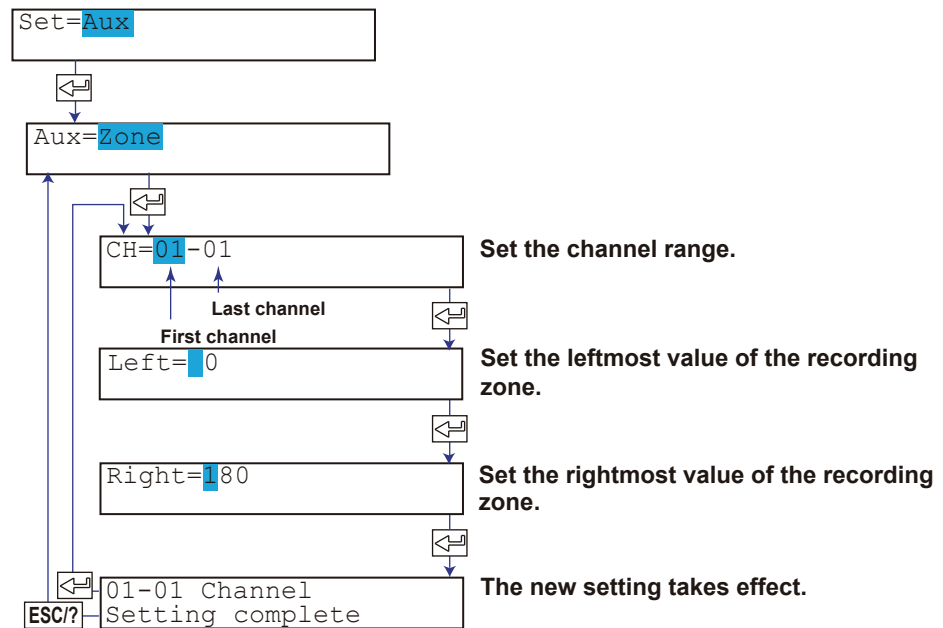 Set=Aux
Aux=Zone
CH=01-01
Set the channel range.
Last channel
First channel
Left= 0
Set the leftmost value of the recording
zone.
Right=180
Set the rightmost value of the recording
zone.
01-01 Channel
Setting complete
The new setting takes effect.
ESC/?